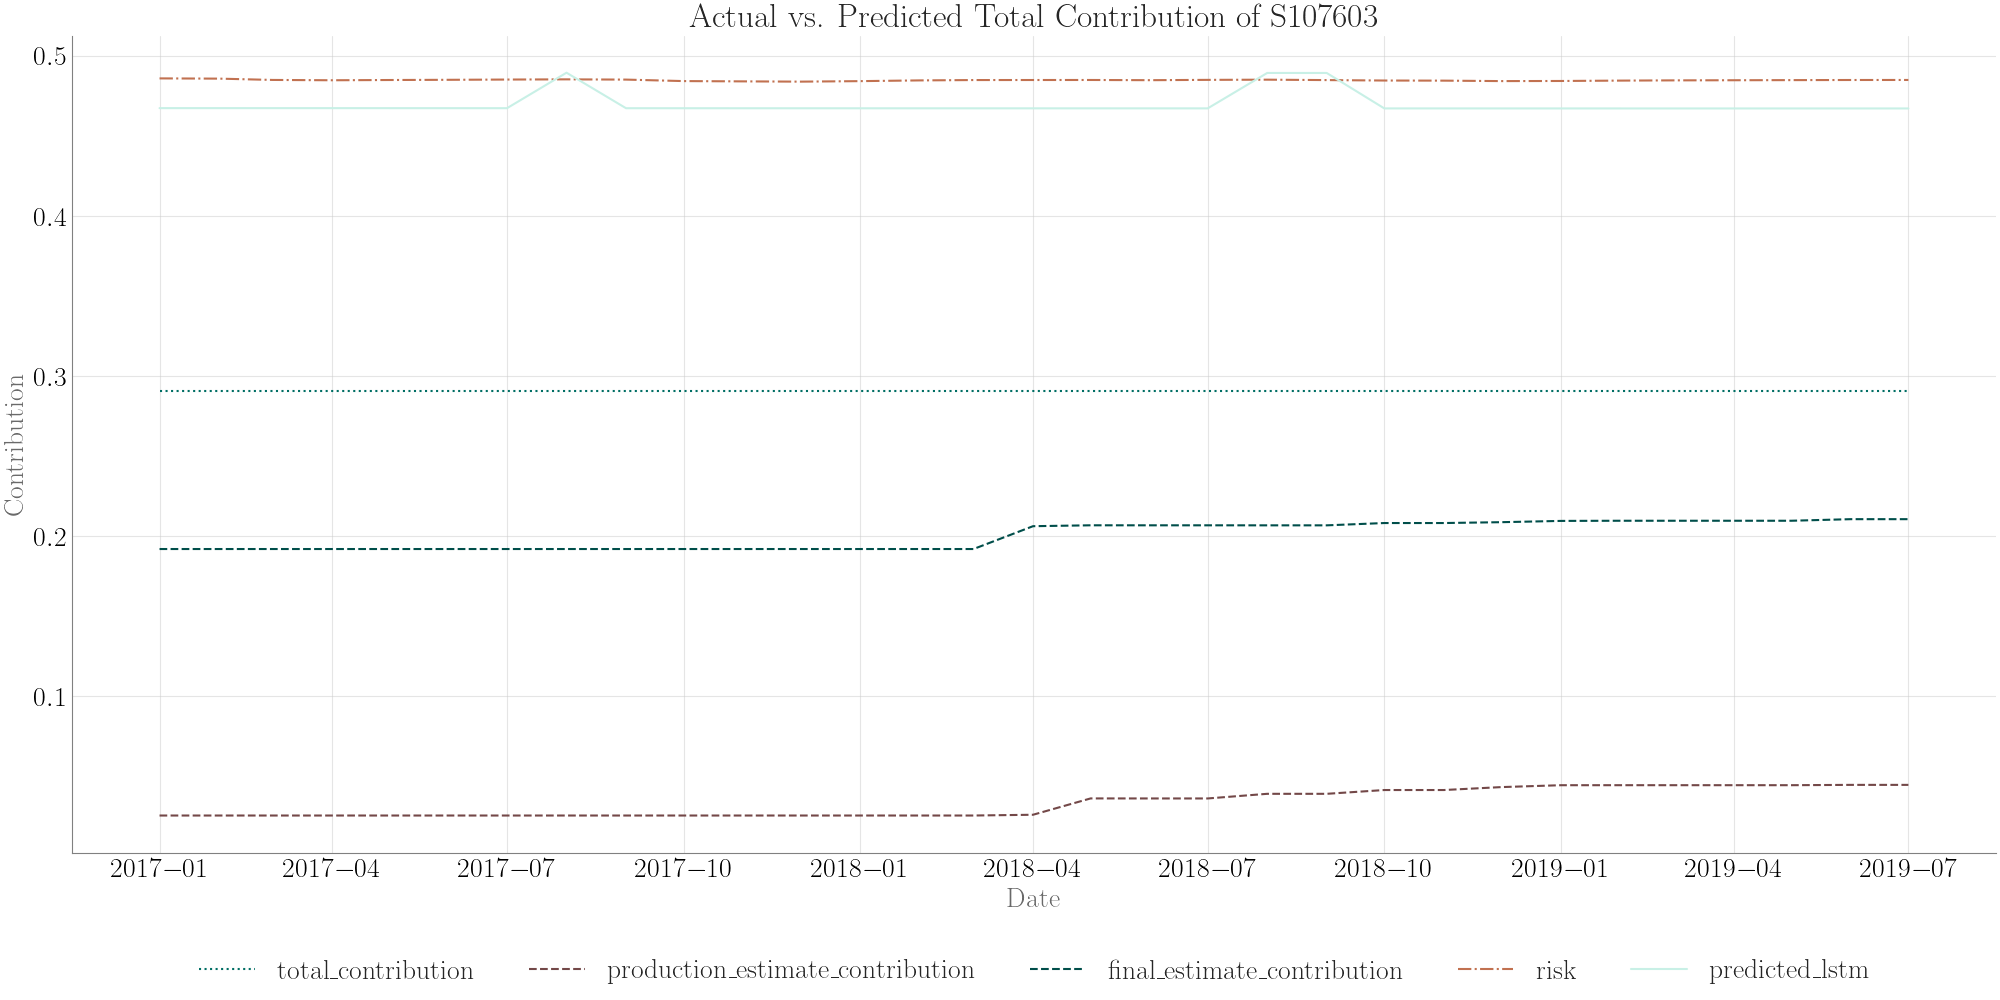 Actual vs. Predicted Total Contribution of S107603
0.5
0.4
0.3
0.2
0.1
Contribution
2017−01 2017−04 2017−07 2017−10 2018−01 2018−04 2018−07 2018−10 2019−01 2019−04 2019−07
Date
total_contribution production_estimate_contribution final_estimate_contribution risk predicted_lstm